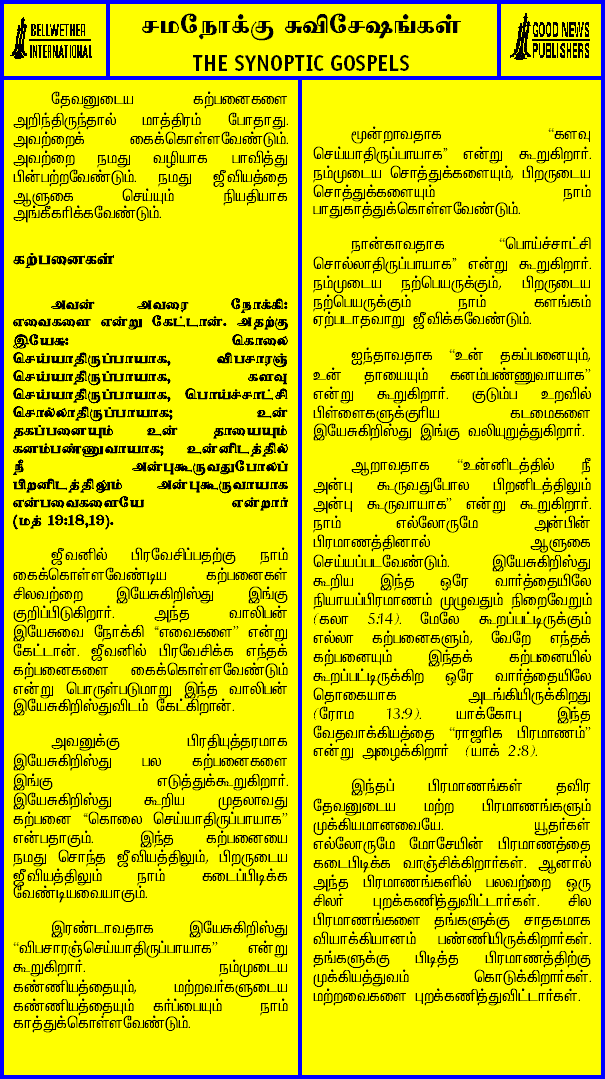 BELLWETHER
INTERNATIONAL
சமநோக்கு சுவிசேஷங்கள்
THE SYNOPTIC GOSPELS
GOOD NEWS
PUBLISHERS
தேவனுடைய கற்பனைகளை
அறிந்திருந்தால் மாத்திரம் போதாது.
அவற்றைக் கைக்கொள்ளவேண்டும்.
அவற்றை நமது வழியாக பாவித்து
பின்பற்றவேண்டும். நமது ஜீவியத்தை
ஆளுகை செய்யும் நியதியாக
அங்கீகரிக்கவேண்டும்.
கற்பனைகள்
அவன் அவரை நோக்கி:
எவைகளை என்று கேட்டான். அதற்கு
இயேசு: கொலை
செய்யாதிருப்பாயாக, விபசாரஞ்
செய்யாதிருப்பாயாக, களவு
செய்யாதிருப்பாயாக, பொய்ச்சாட்சி
சொல்லாதிருப்பாயாக; உன்
தகப்பனையும் உன் தாயையும்
கனம்பண்ணுவாயாக; உன்னிடத்தில்
நீ அன்புகூருவதுபோலப்
பிறனிடத்திலும் அன்புகூருவாயாக
என்பவைகளையே என்றார்
(மத் 19:18,19).
ஜீவனில் பிரவேசிப்பதற்கு நாம்
கைக்கொள்ளவேண்டிய கற்பனைகள்
சிலவற்றை இயேசுகிறிஸ்து இங்கு
குறிப்பிடுகிறார். அந்த வாலிபன்
இயேசுவை நோக்கி “எவைகளை” என்று
கேட்டான். ஜீவனில் பிரவேசிக்க எந்தக்
கற்பனைகளை கைக்கொள்ளவேண்டும்
என்று பொருள்படுமாறு இந்த வாலிபன்
இயேசுகிறிஸ்துவிடம் கேட்கிறான்.
அவனுக்கு பிரதியுத்தரமாக
இயேசுகிறிஸ்து பல கற்பனைகளை
இங்கு எடுத்துக்கூறுகிறார்.
இயேசுகிறிஸ்து கூறிய முதலாவது
கற்பனை “கொலை செய்யாதிருப்பாயாக”
என்பதாகும். இந்த கற்பனையை
நமது சொந்த ஜீவியத்திலும், பிறருடைய
ஜீவியத்திலும் நாம் கடைப்பிடிக்க
வேண்டியவையாகும்.
இரண்டாவதாக இயேசுகிறிஸ்து
“விபசாரஞ்செய்யாதிருப்பாயாக” என்று
கூறுகிறார். நம்முடைய
கண்ணியத்தையும், மற்றவர்களுடைய
கண்ணியத்தையும் கர்ப்பையும் நாம்
காத்துக்கொள்ளவேண்டும்.
மூன்றாவதாக “களவு
செய்யாதிருப்பாயாக” என்று கூறுகிறார்.
நம்முடைய சொத்துக்களையும், பிறருடைய
சொத்துக்களையும் நாம்
பாதுகாத்துக்கொள்ளவேண்டும்.
நான்காவதாக “பொய்ச்சாட்சி
சொல்லாதிருப்பாயாக” என்று கூறுகிறார்.
நம்முடைய நற்பெயருக்கும், பிறருடைய
நற்பெயருக்கும் நாம் களங்கம்
ஏற்படாதவாறு ஜீவிக்கவேண்டும்.
ஐந்தாவதாக “உன் தகப்பனையும்,
உன் தாயையும் கனம்பண்ணுவாயாக”
என்று கூறுகிறார். குடும்ப உறவில்
பிள்ளைகளுக்குரிய கடமைகளை
இயேசுகிறிஸ்து இங்கு வலியுறுத்துகிறார்.
ஆறாவதாக “உன்னிடத்தில் நீ
அன்பு கூருவதுபோல பிறனிடத்திலும்
அன்பு கூருவாயாக” என்று கூறுகிறார்.
நாம் எல்லோருமே அன்பின்
பிரமாணத்தினால் ஆளுகை
செய்யப்படவேண்டும். இயேசுகிறிஸ்து
கூறிய இந்த ஒரே வார்த்தையிலே
நியாயப்பிரமாணம் முழுவதும் நிறைவேறும்
(கலா 5:14). மேலே கூறப்பட்டிருக்கும்
எல்லா கற்பனைகளும், வேறே எந்தக்
கற்பனையும் இந்தக் கற்பனையில்
கூறப்பட்டிருக்கிற ஒரே வார்த்தையிலே
தொகையாக அடங்கியிருக்கிறது
(ரோம 13:9). யாக்கோபு இந்த
வேதவாக்கியத்தை “ராஜரிக பிரமாணம்”
என்று அழைக்கிறார் (யாக் 2:8).
இந்தப் பிரமாணங்கள் தவிர
தேவனுடைய மற்ற பிரமாணங்களும்
முக்கியமானவையே. யூதர்கள்
எல்லோருமே மோசேயின் பிரமாணத்தை
கடைபிடிக்க வாஞ்சிக்கிறார்கள். ஆனால்
அந்த பிரமாணங்களில் பலவற்றை ஒரு
சிலர் புறக்கணித்துவிட்டார்கள். சில
பிரமாணங்களை தங்களுக்கு சாதகமாக
வியாக்கியானம் பண்ணியிருக்கிறார்கள்.
தங்களுக்கு பிடித்த பிரமாணத்திற்கு
முக்கியத்துவம் கொடுக்கிறார்கள்.
மற்றவைகளை புறக்கணித்துவிட்டார்கள்.